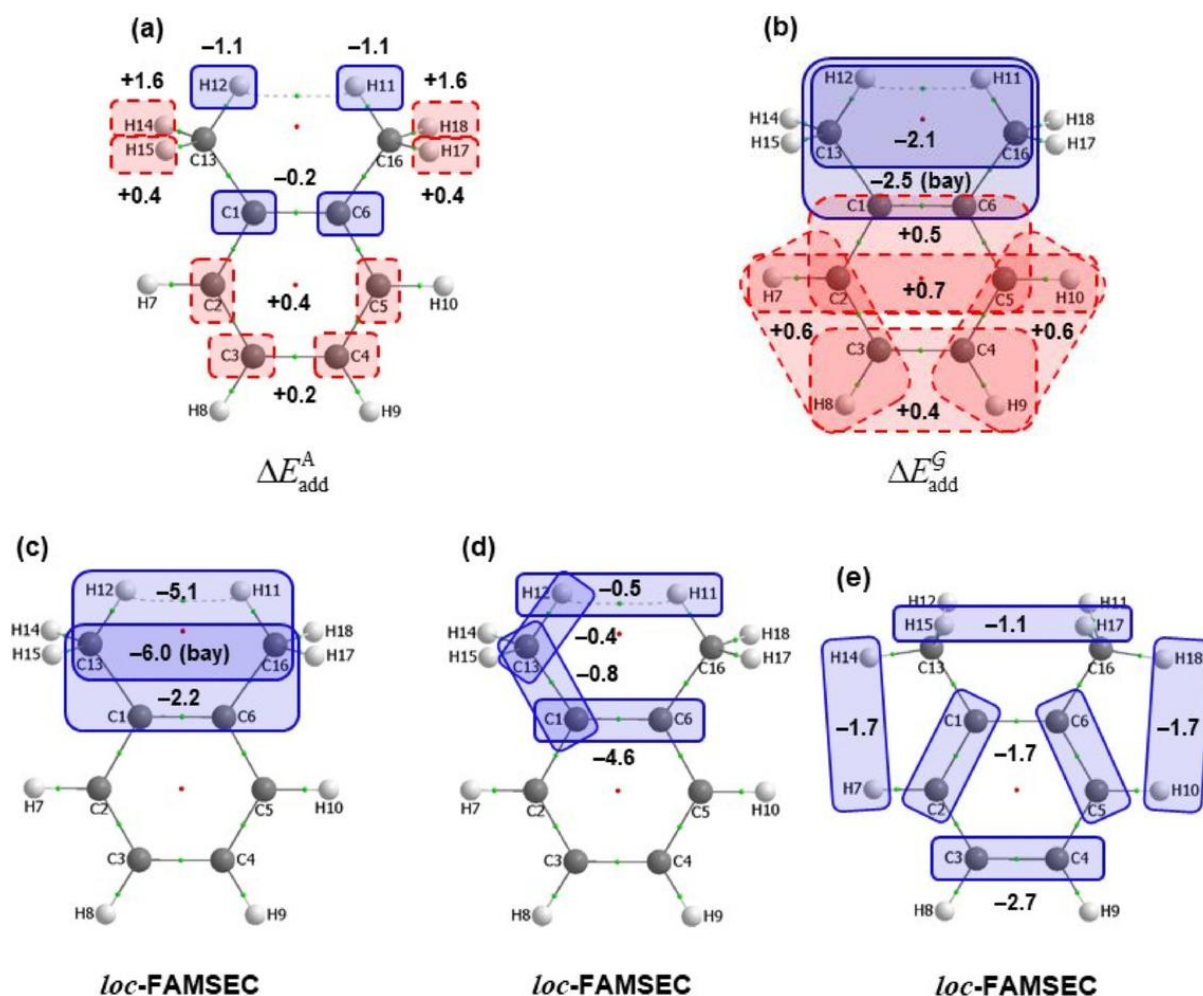 (a)
–1.1
–1.1
H12
H11
+1.6
+1.6
H14
H18
H15
H17
C13
C16
+0.4
–0.2
+0.4
C1
C6
H7
C2
C5
H10
+0.4
C3
C4
+0.2
H8
H9
ΔE^A_add
(b)
H12
H11
H14
H18
H15
H17
C13
–2.1
C16
–2.5 (bay)
C1
C6
+0.5
H7
C2
C5
H10
+0.7
+0.6
C3
C4
+0.6
H8
H9
+0.4
ΔE^G_add
(c)
H12
–5.1
H11
H14
H18
H15
H17
C13
–6.0 (bay)
C16
–2.2
C1
C6
H7
C2
C5
H10
C3
C4
H8
H9
loc-FAMSEC
(d)
H12
–0.5
H11
H14
–0.4
H18
H15
H17
C13
–0.8
C16
C1
C6
–4.6
H7
C2
C5
H10
C3
C4
H8
H9
loc-FAMSEC
(e)
H12
H11
H15
–1.1
H17
H14
C13
C16
H18
C1
C6
–1.7
–1.7
–1.7
H7
C2
C5
H10
C3
C4
H8
–2.7
H9
loc-FAMSEC